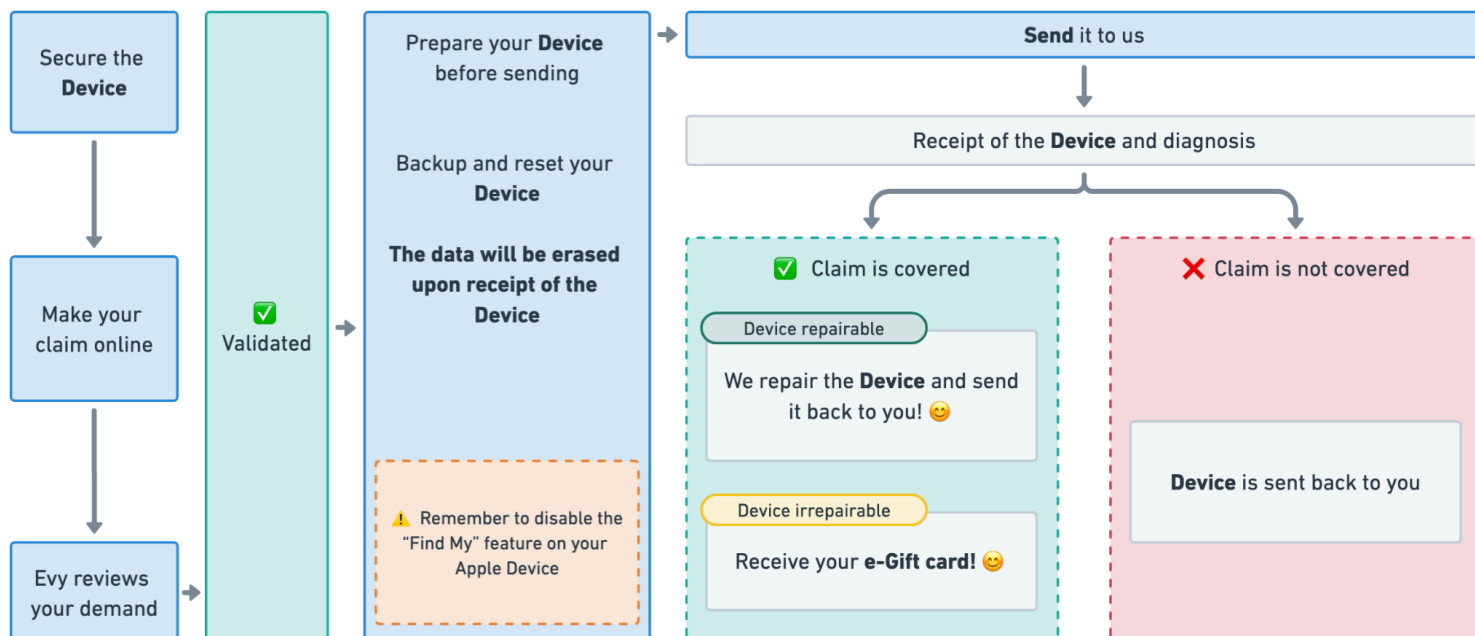 Secure the
Device
Make your
claim online
Evy reviews
your demand
✅
Validated
Prepare your Device
before sending
Backup and reset your
Device
The data will be erased
upon receipt of the
Device
⚠️ Remember to disable the
“Find My” feature on your
Apple Device
Send it to us
Receipt of the Device and diagnosis
✅ Claim is covered
Device repairable
We repair the Device and send
it back to you! 😊
Device irrepairable
Receive your e-Gift card! 😊
❌ Claim is not covered
Device is sent back to you